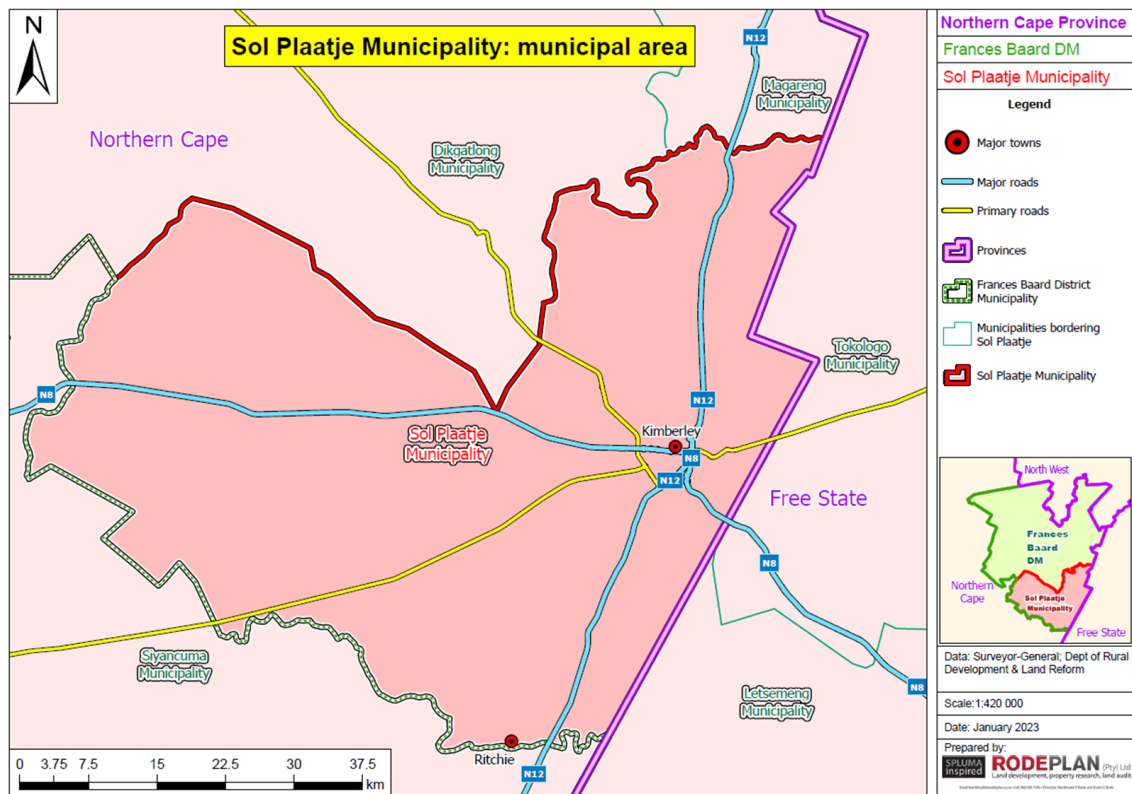 N
Sol Plaatje Municipality: municipal area
N12
Magareng
Municipality
Northern Cape
Dikgatlong
Municipality
Tokologo
Municipality
N8
N12
Kimberley
Sol Plaatje
Municipality
N8
N12
Free State
N8
Siyancuma
Municipality
Letsemeng
Municipality
N8
Ritchie
N12
0 3.75 7.5 15 22.5 30 37.5
km
Northern Cape Province
Frances Baard DM
Sol Plaatje Municipality
Legend
Major towns
Major roads
Primary roads
Provinces
Frances Baard District
Municipality
Municipalities bordering
Sol Plaatje
Sol Plaatje Municipality
North West
Frances
Baard
DM
Northern
Cape
Sol Plaatje
Municipality
Free State
Data: Surveyor-General; Dept of Rural
Development & Land Reform
Scale:1:420 000
Date: January 2023
Prepared by:
SPLUMA
inspired
RODEPLAN (Pty) Ltd
Land development, property research, land audit